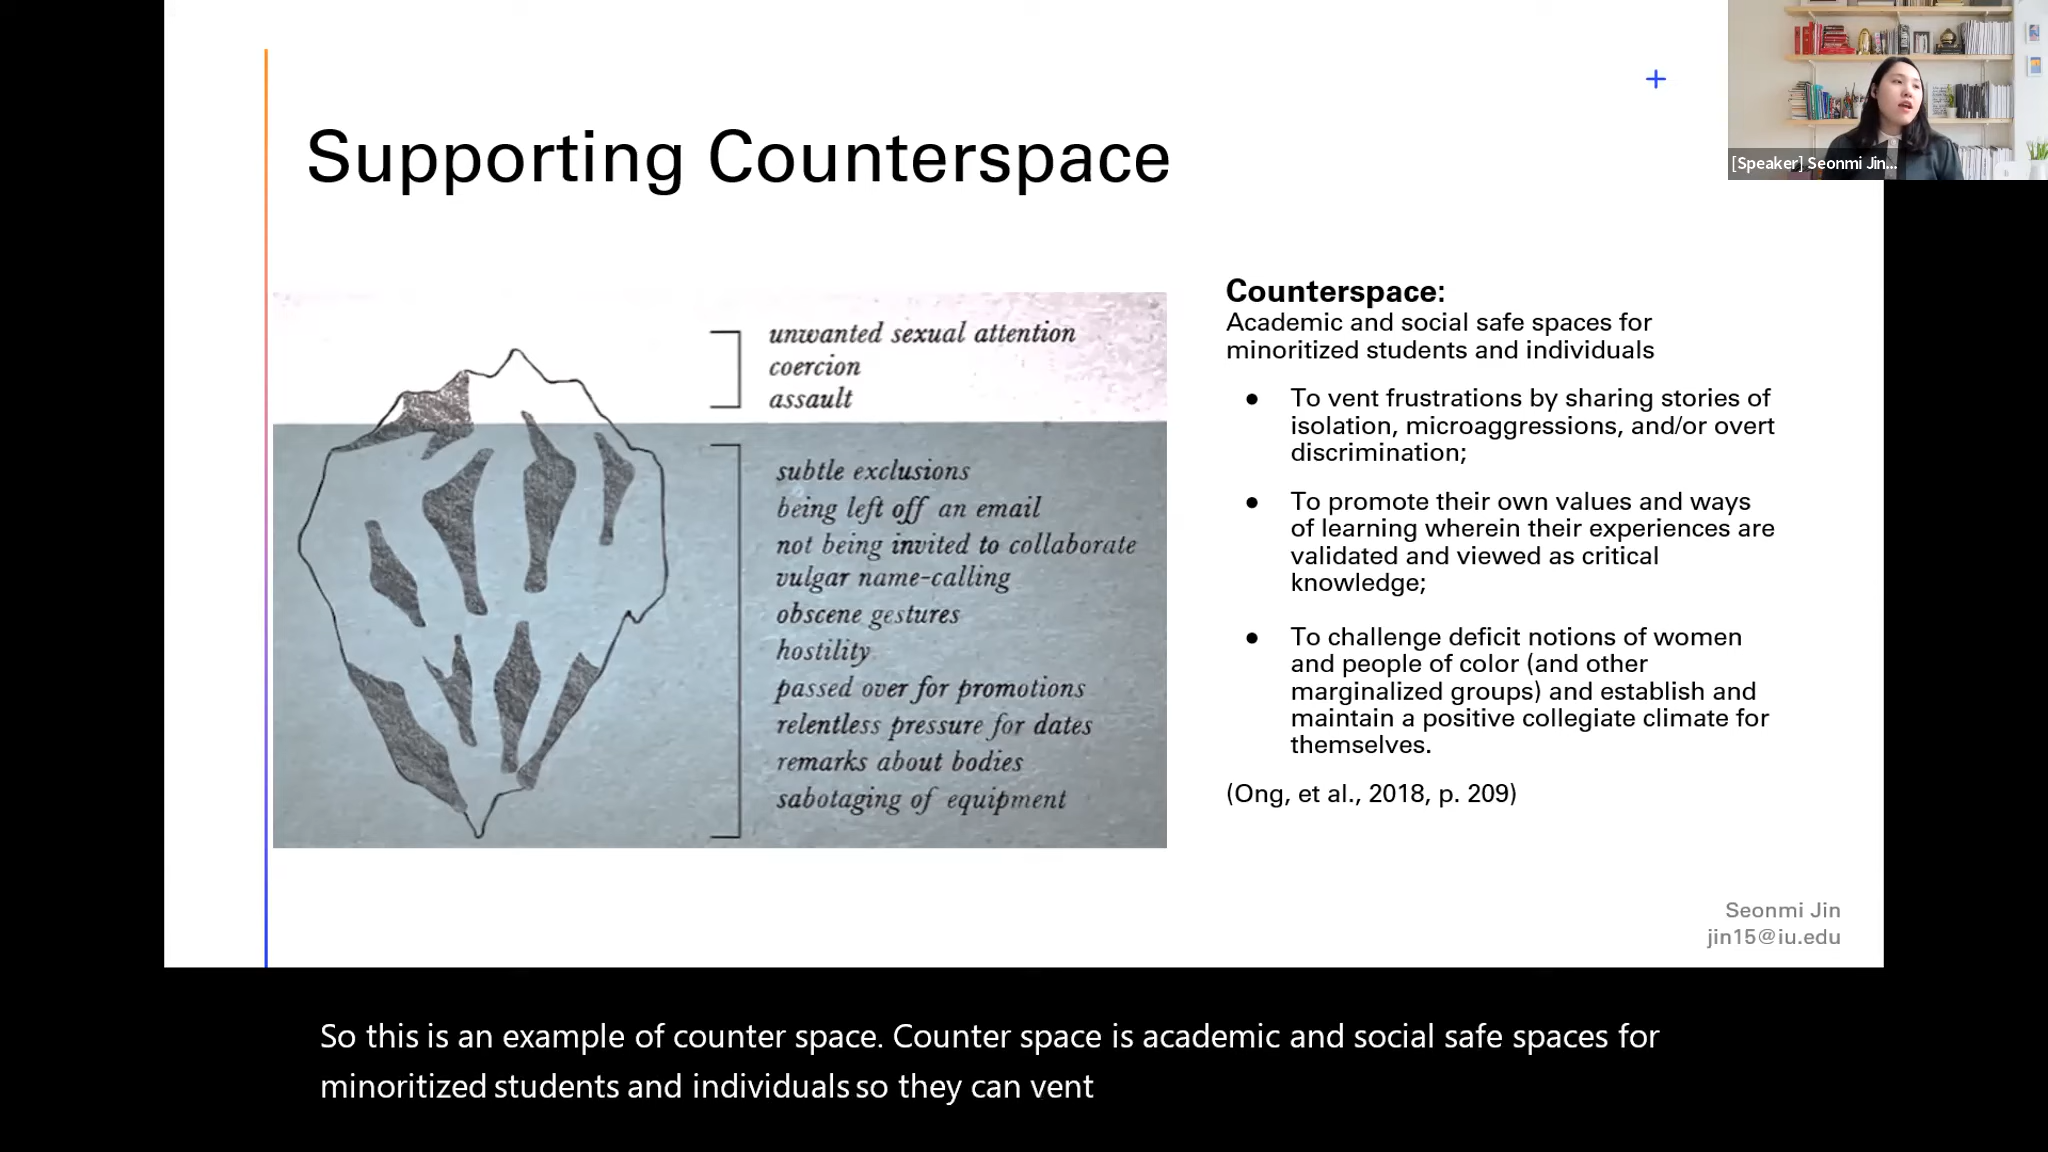 Supporting Counterspace
[Speaker] Seonmi Jin...
unwanted sexual attention
coercion
assault
subtle exclusions
being left off an email
not being invited to collaborate
vulgar name-calling
obscene gestures
hostility
passed over for promotions
relentless pressure for dates
remarks about bodies
sabotaging of equipment
Counterspace:
Academic and social safe spaces for
minoritized students and individuals
● To vent frustrations by sharing stories of
isolation, microaggressions, and/or overt
discrimination;
● To promote their own values and ways
of learning wherein their experiences are
validated and viewed as critical
knowledge;
● To challenge deficit notions of women
and people of color (and other
marginalized groups) and establish and
maintain a positive collegiate climate for
themselves.
(Ong, et al., 2018, p. 209)
Seonmi Jin
jin15@iu.edu
So this is an example of counter space. Counter space is academic and social safe spaces for
minoritized students and individuals so they can vent